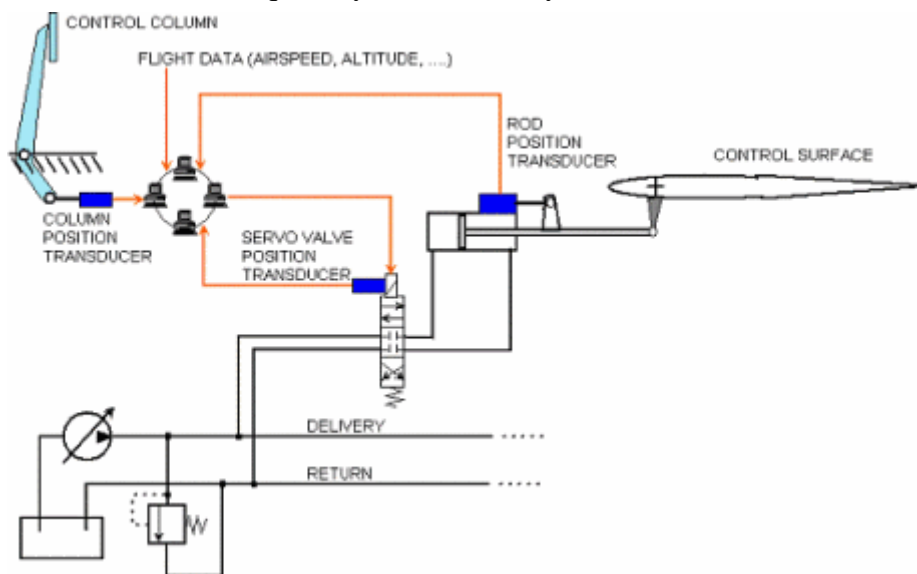 CONTROL COLUMN
FLIGHT DATA (AIRSPEED, ALTITUDE, ....)
ROD
POSITION
TRANSDUCER
CONTROL SURFACE
COLUMN
POSITION
TRANSDUCER
SERVO VALVE
POSITION
TRANSDUCER
DELIVERY
RETURN